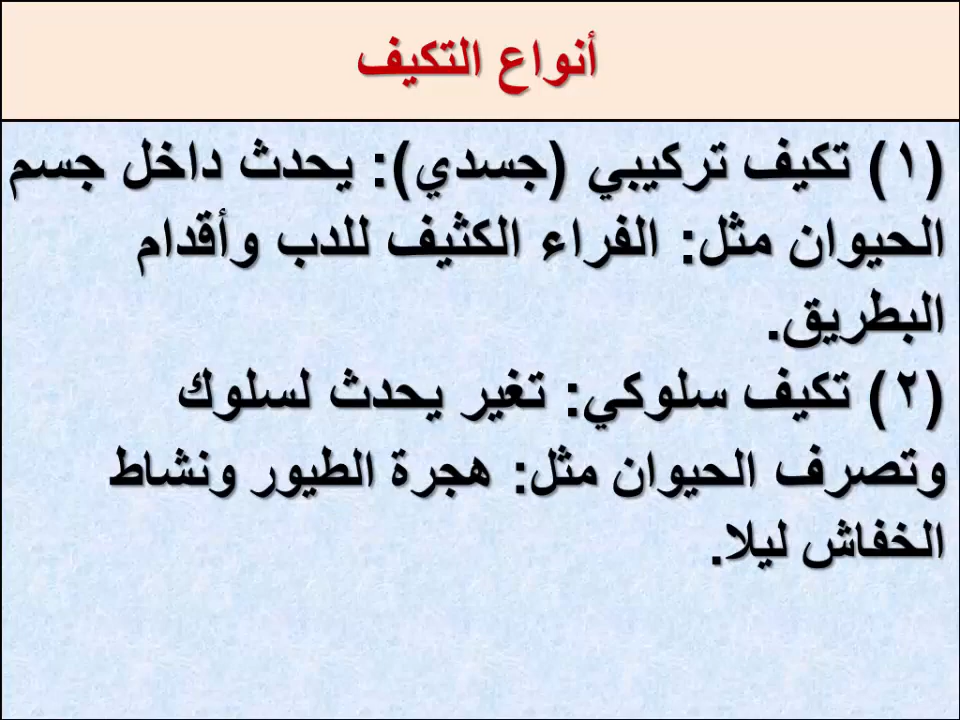 أنواع التكيف
(١) تكيف تركيبي (جسدي): يحدث داخل جسم
الحيوان مثل: الفراء الكثيف للدب وأقدام
البطريق.
(٢) تكيف سلوكي: تغير يحدث لسلوك
وتصرف الحيوان مثل: هجرة الطيور ونشاط
الخفاش ليلا.